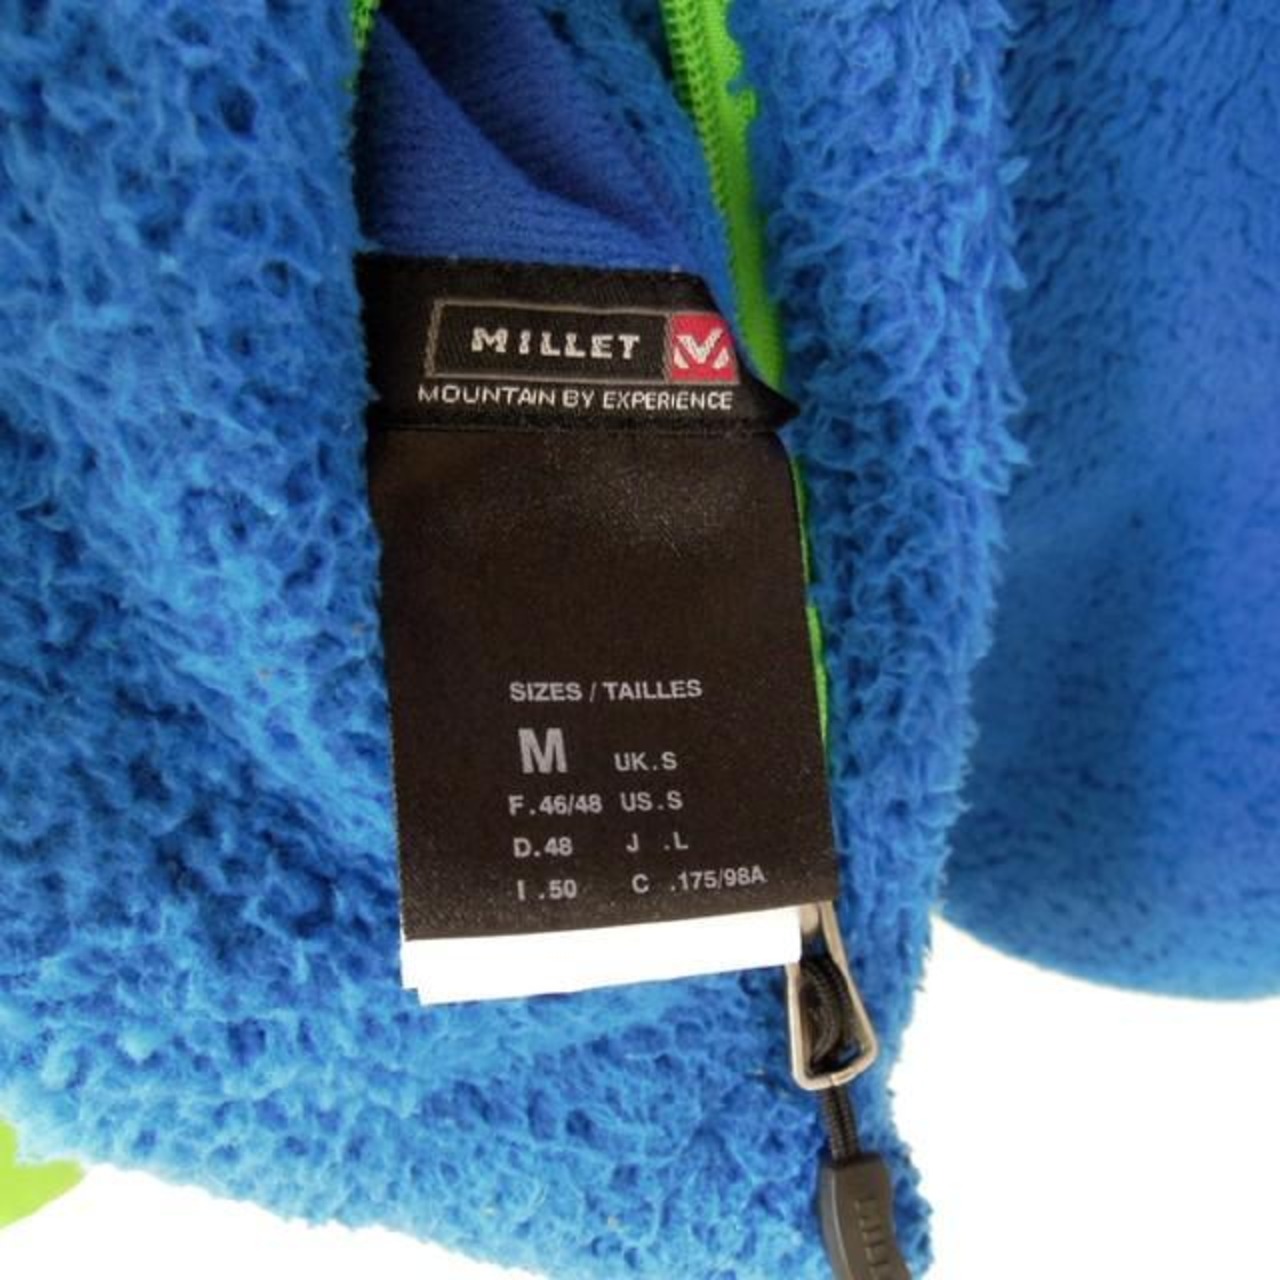 MILLET
MOUNTAIN BY EXPERIENCE
SIZES / TAILLES
M UK.S
F.46/48 US.S
D.48 J .L
I .50 C .175/98A